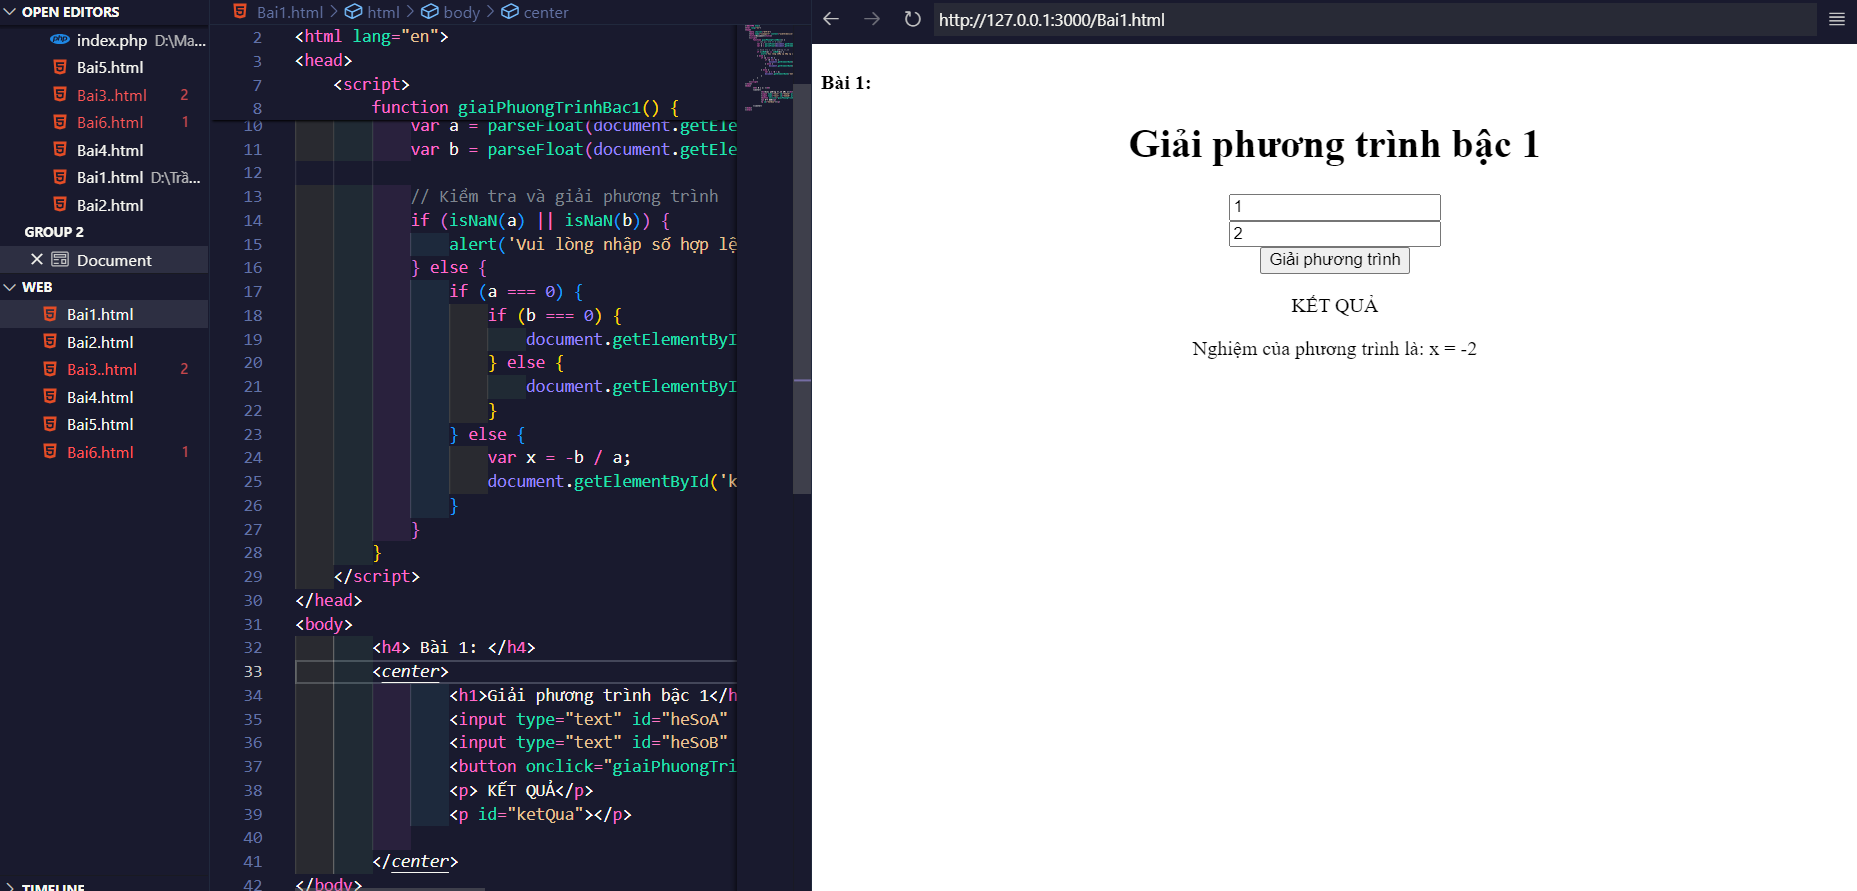 OPEN EDITORS
index.php D:\Ma...
Bai5.html
Bai3..html 2
Bai6.html 1
Bai4.html
Bai1.html D:\Trầ...
Bai2.html
GROUP 2
Document
WEB
Bai1.html
Bai2.html
Bai3..html 2
Bai4.html
Bai5.html
Bai6.html 1
TIMELINE
Bai1.html > html > body > center
2 <html lang="en">
3 <head>
7 <script>
8 function giaiPhuongTrinhBac1() {
10 var a = parseFloat(document.getEle
11 var b = parseFloat(document.getEle
12
13 // Kiểm tra và giải phương trình
14 if (isNaN(a) || isNaN(b)) {
15 alert('Vui lòng nhập số hợp lệ
16 } else {
17 if (a === 0) {
18 if (b === 0) {
19 document.getElementByI
20 } else {
21 document.getElementByI
22 }
23 } else {
24 var x = -b / a;
25 document.getElementById('k
26 }
27 }
28 }
29 </script>
30 </head>
31 <body>
32 <h4> Bài 1: </h4>
33 <center>
34 <h1>Giải phương trình bậc 1</h
35 <input type="text" id="heSoA"
36 <input type="text" id="heSoB"
37 <button onclick="giaiPhuongTri
38 <p> KẾT QUẢ</p>
39 <p id="ketQua"></p>
40
41 </center>
42 </body>
http://127.0.0.1:3000/Bai1.html
Bài 1:
Giải phương trình bậc 1
1
2
Giải phương trình
KẾT QUẢ
Nghiệm của phương trình là: x = -2